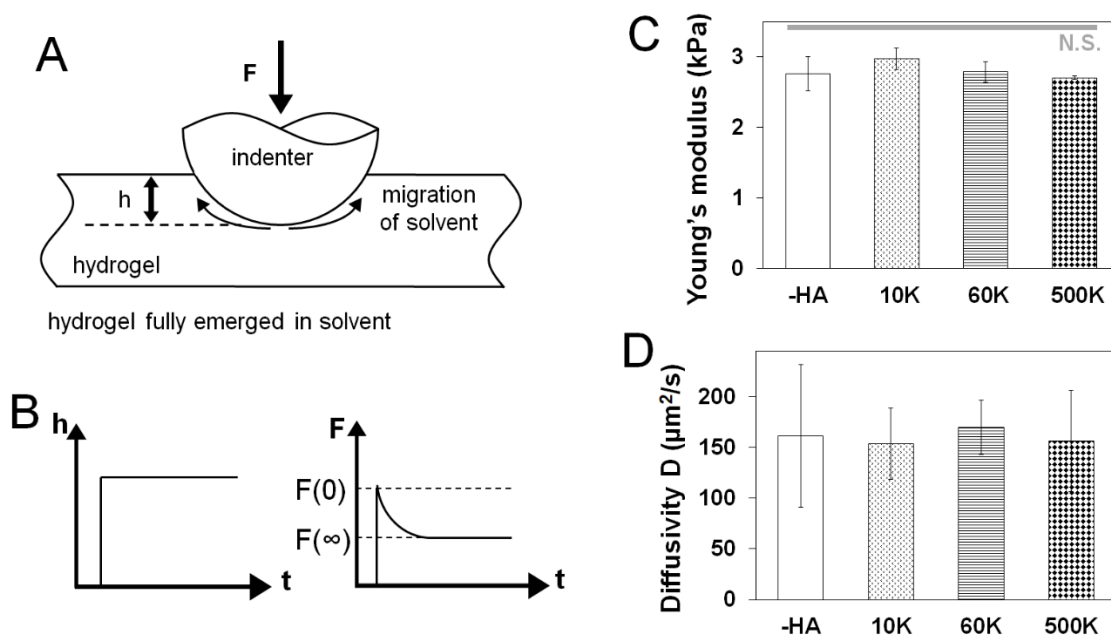 A
F
indenter
h
migration
of solvent
hydrogel
hydrogel fully emerged in solvent
B
h
t
F
F(0)
F(∞)
t
C
Young's modulus (kPa)
N.S.
3
2
1
0
-HA 10K 60K 500K
D
Diffusivity D (µm²/s)
200
150
100
50
0
-HA 10K 60K 500K